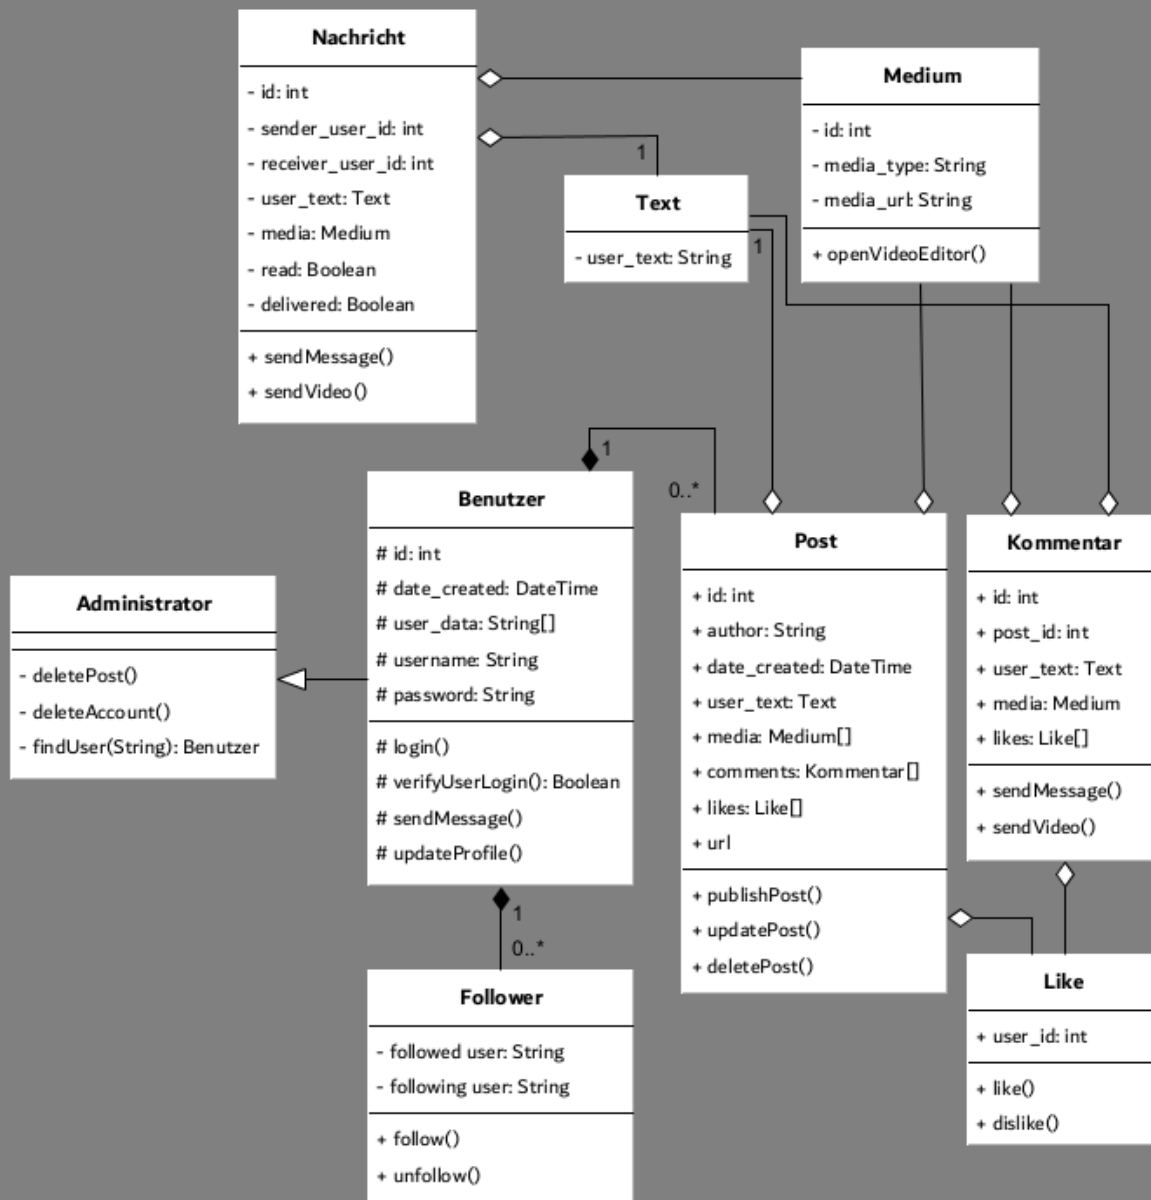 Nachricht
- id: int
- sender_user_id: int
- receiver_user_id: int
- user_text: Text
- media: Medium
- read: Boolean
- delivered: Boolean
+ sendMessage()
+ sendVideo()
Medium
- id: int
- media_type: String
- media_url: String
+ openVideoEditor()
1
Text
- user_text: String
1
1
0..*
Benutzer
# id: int
# date_created: DateTime
# user_data: String[]
# username: String
# password: String
# login()
# verifyUserLogin(): Boolean
# sendMessage()
# updateProfile()
Administrator
- deletePost()
- deleteAccount()
- findUser(String): Benutzer
Post
+ id: int
+ author: String
+ date_created: DateTime
+ user_text: Text
+ media: Medium[]
+ comments: Kommentar[]
+ likes: Like[]
+ url
+ publishPost()
+ updatePost()
+ deletePost()
Kommentar
+ id: int
+ post_id: int
+ user_text: Text
+ media: Medium
+ likes: Like[]
+ sendMessage()
+ sendVideo()
1
0..*
Follower
- followed user: String
- following user: String
+ follow()
+ unfollow()
Like
+ user_id: int
+ like()
+ dislike()